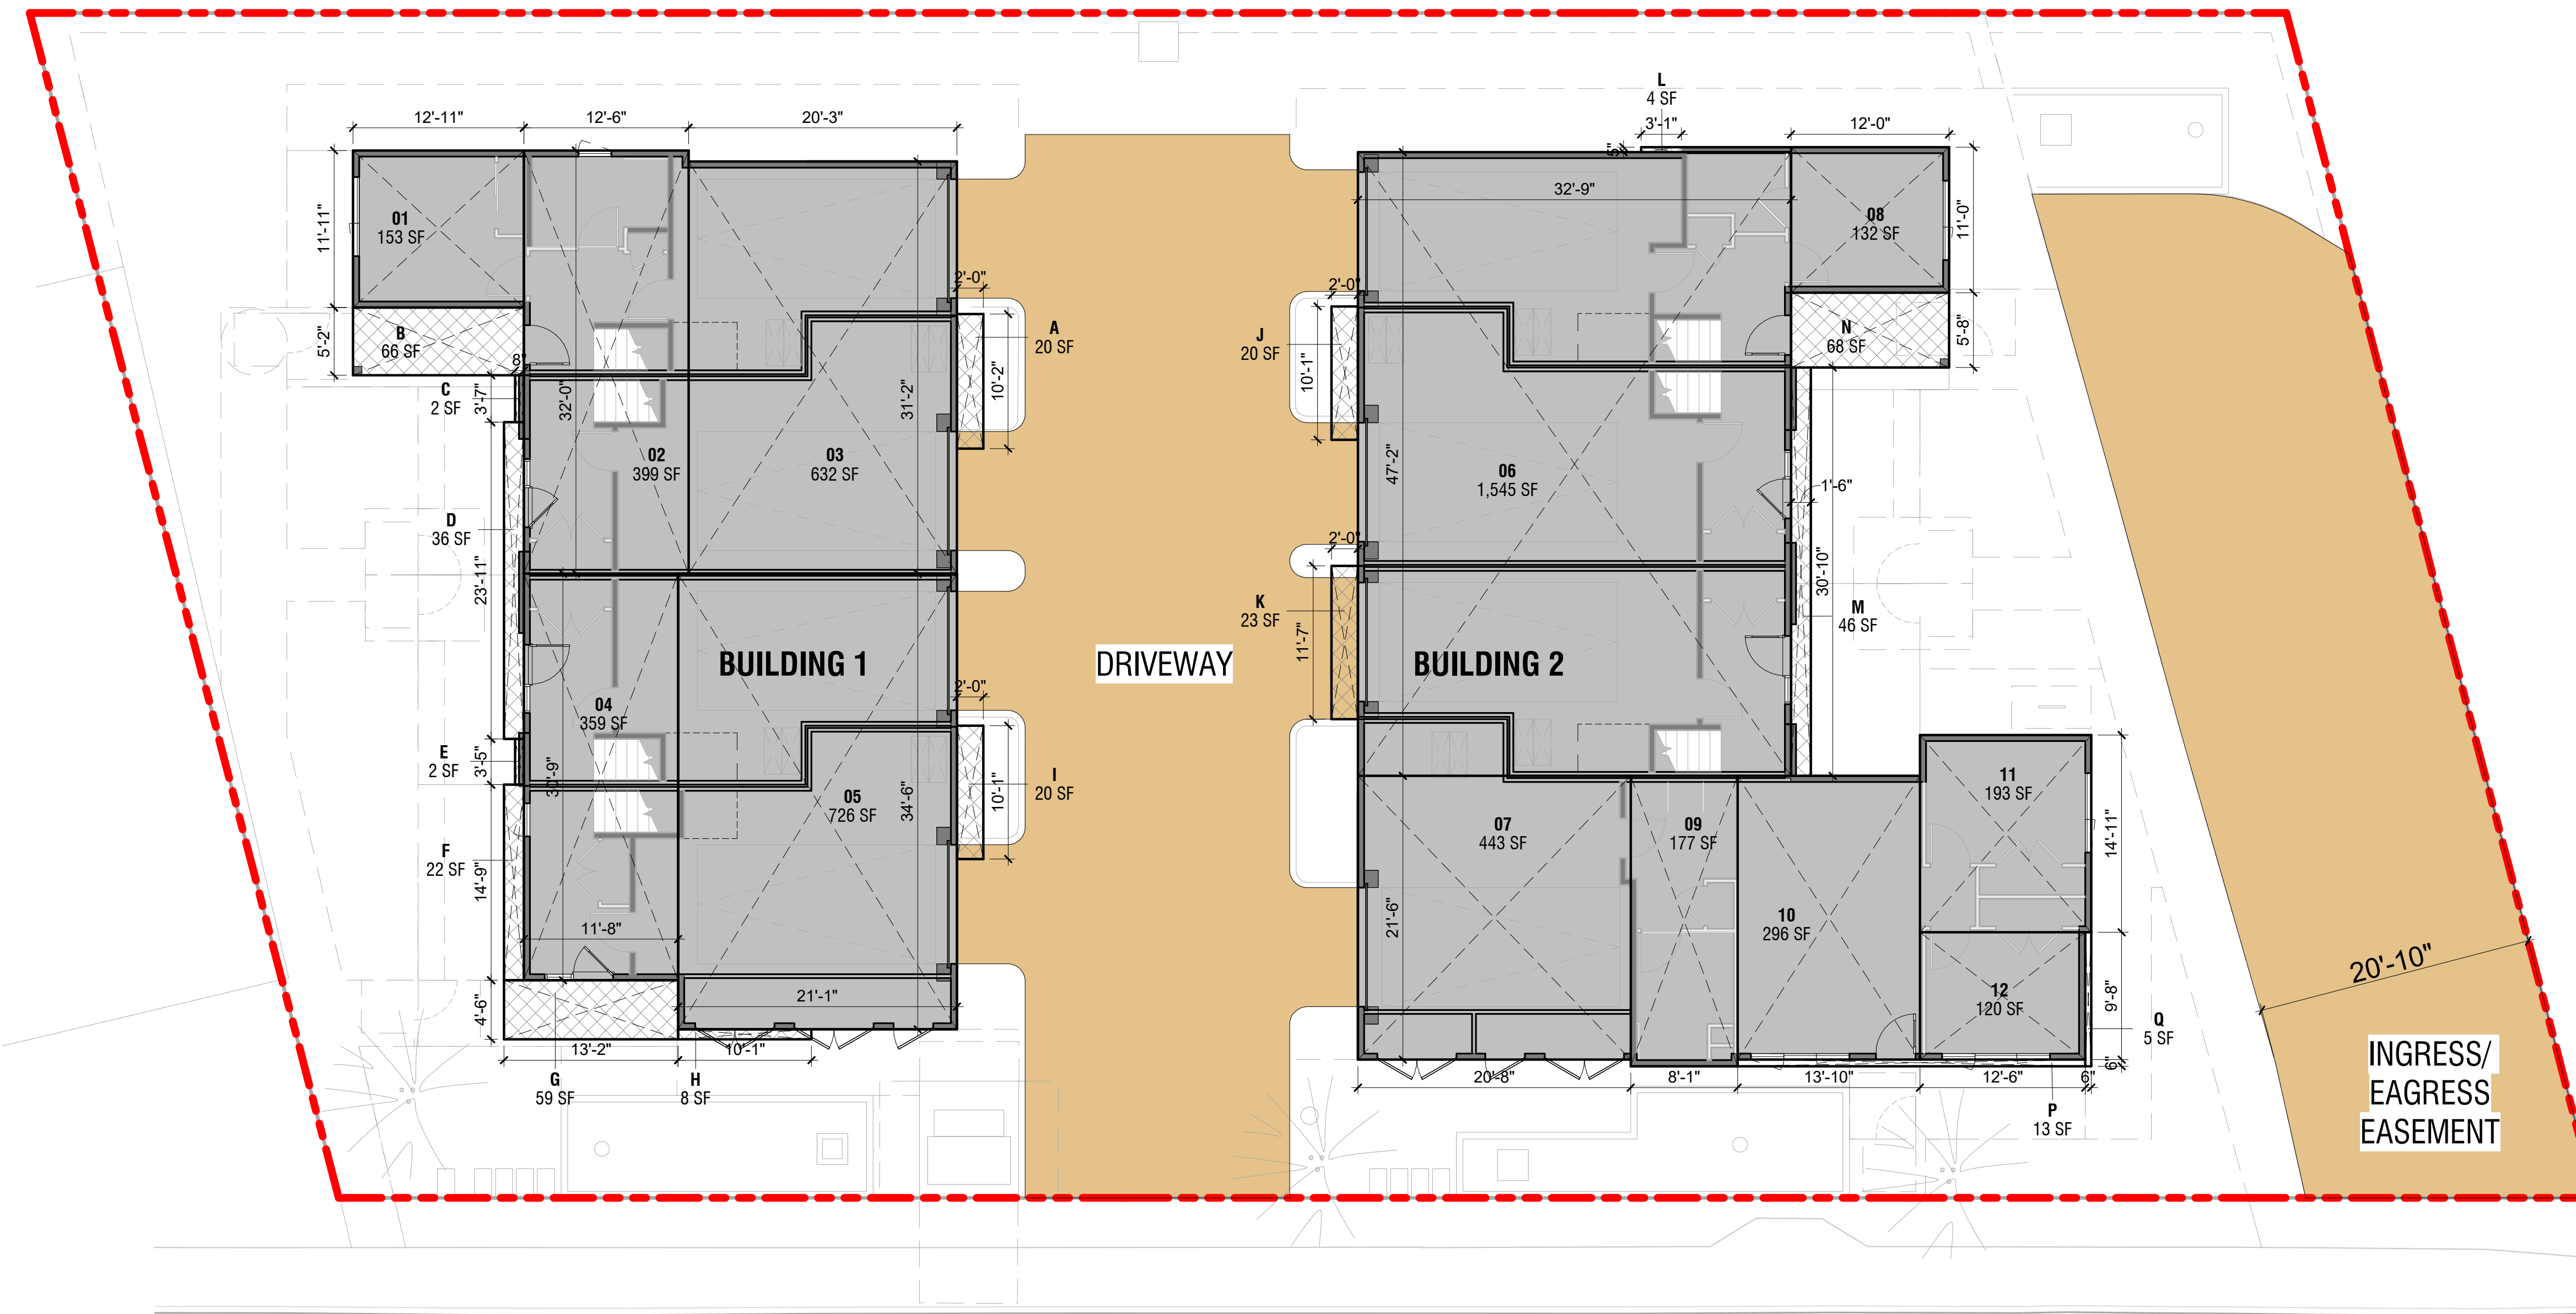 L
4 SF
12'-11"
12'-6"
20'-3"
3'-1"
12'-0"
5"
32'-9"
01
153 SF
11'-11"
08
132 SF
11'-0"
2'-0"
2'-0"
A
20 SF
J
20 SF
B
66 SF
5'-2"
8"
N
68 SF
5'-8"
10'-2"
10'-1"
C
2 SF
3'-7"
32'-0"
31'-2"
02
399 SF
03
632 SF
47'-2"
06
1,545 SF
1'-6"
D
36 SF
23'-11"
2'-0"
30'-10"
K
23 SF
M
46 SF
11'-7"
BUILDING 1
DRIVEWAY
BUILDING 2
2'-0"
04
359 SF
E
2 SF
3'-5"
30'-9"
05
726 SF
34'-6"
10'-1"
I
20 SF
11
193 SF
14'-11"
07
443 SF
09
177 SF
F
22 SF
14'-9"
11'-8"
21'-6"
10
296 SF
20'-10"
4'-6"
21'-1"
12
120 SF
9'-8"
Q
5 SF
13'-2"
10'-1"
6"
G
59 SF
H
8 SF
20'-8"
8'-1"
13'-10"
12'-6"
6"
P
13 SF
INGRESS/
EAGRESS
EASEMENT